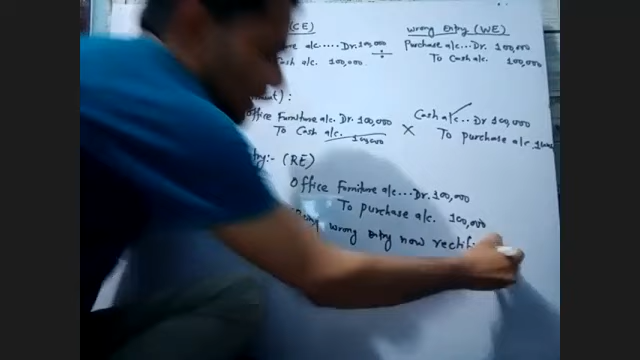 (CE) wrong Entry (WE)
a/c.... Dr. 100,000 Purchase a/c.. Dr. 100,000
Cash a/c. 100,000. To Cash a/c. 100,000
):
office Furniture a/c. Dr. 100,000 Cash a/c... Dr 100,000
To Cash a/c. 100,000 × To purchase a/c
:- (RE)
Office Furniture a/c... Dr. 100,000
To purchase a/c. 100,000
wrong entry now